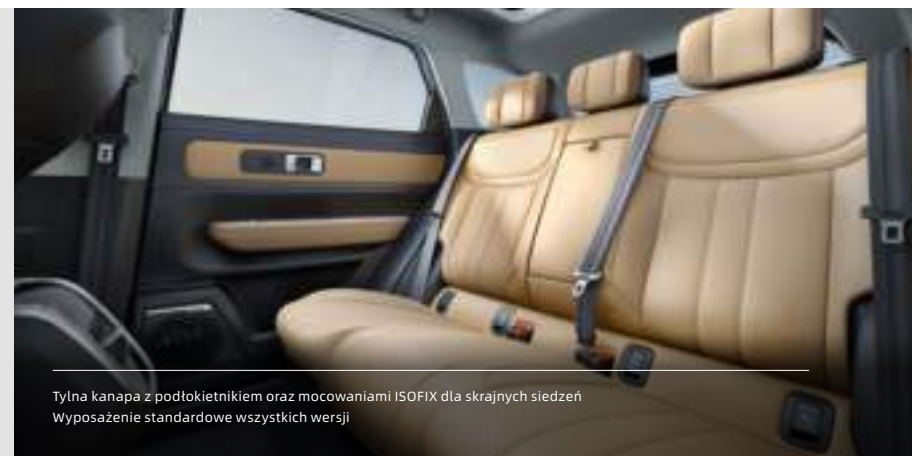 Tylna kanapa z podłokietnikiem oraz mocowaniami ISOFIX dla skrajnych siedzeń
Wyposażenie standardowe wszystkich wersji